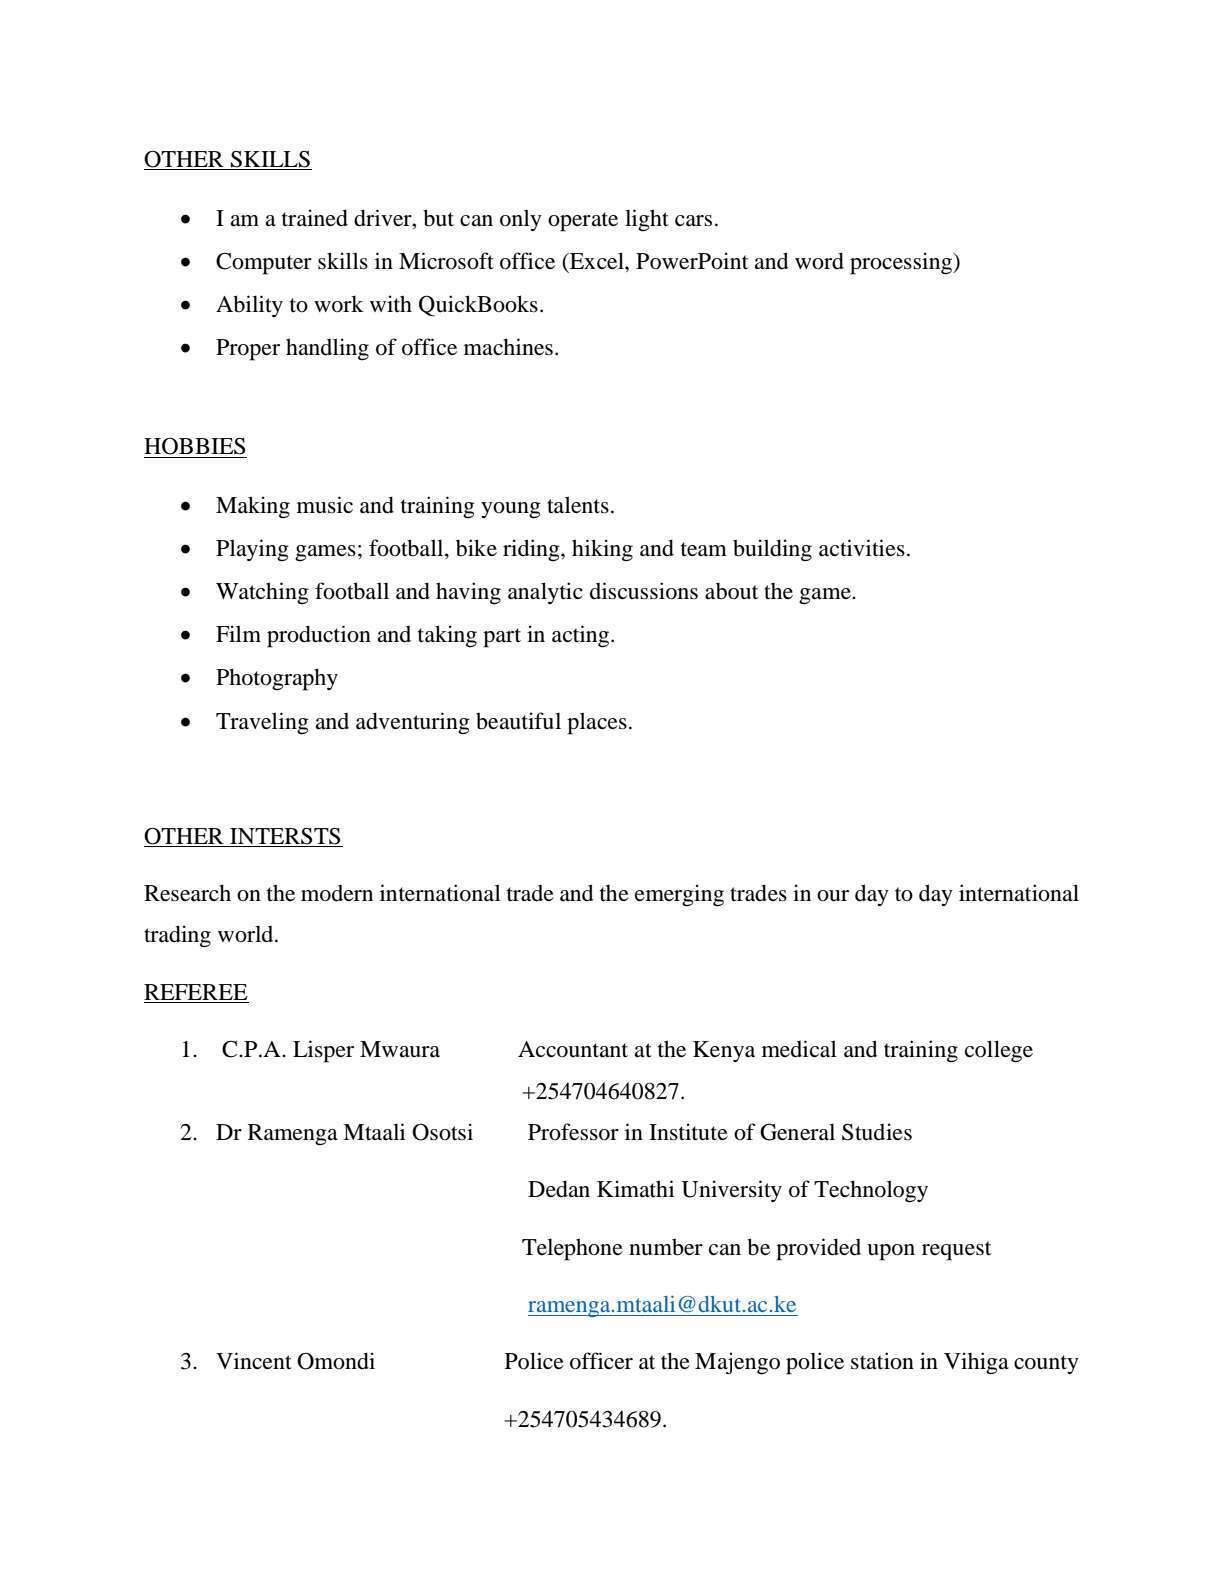 OTHER SKILLS
• I am a trained driver, but can only operate light cars.
• Computer skills in Microsoft office (Excel, PowerPoint and word processing)
• Ability to work with QuickBooks.
• Proper handling of office machines.
HOBBIES
• Making music and training young talents.
• Playing games; football, bike riding, hiking and team building activities.
• Watching football and having analytic discussions about the game.
• Film production and taking part in acting.
• Photography
• Traveling and adventuring beautiful places.
OTHER INTERSTS
Research on the modern international trade and the emerging trades in our day to day international
trading world.
REFEREE
1. C.P.A. Lisper Mwaura Accountant at the Kenya medical and training college
+254704640827.
2. Dr Ramenga Mtaali Osotsi Professor in Institute of General Studies
Dedan Kimathi University of Technology
Telephone number can be provided upon request
ramenga.mtaali@dkut.ac.ke
3. Vincent Omondi Police officer at the Majengo police station in Vihiga county
+254705434689.